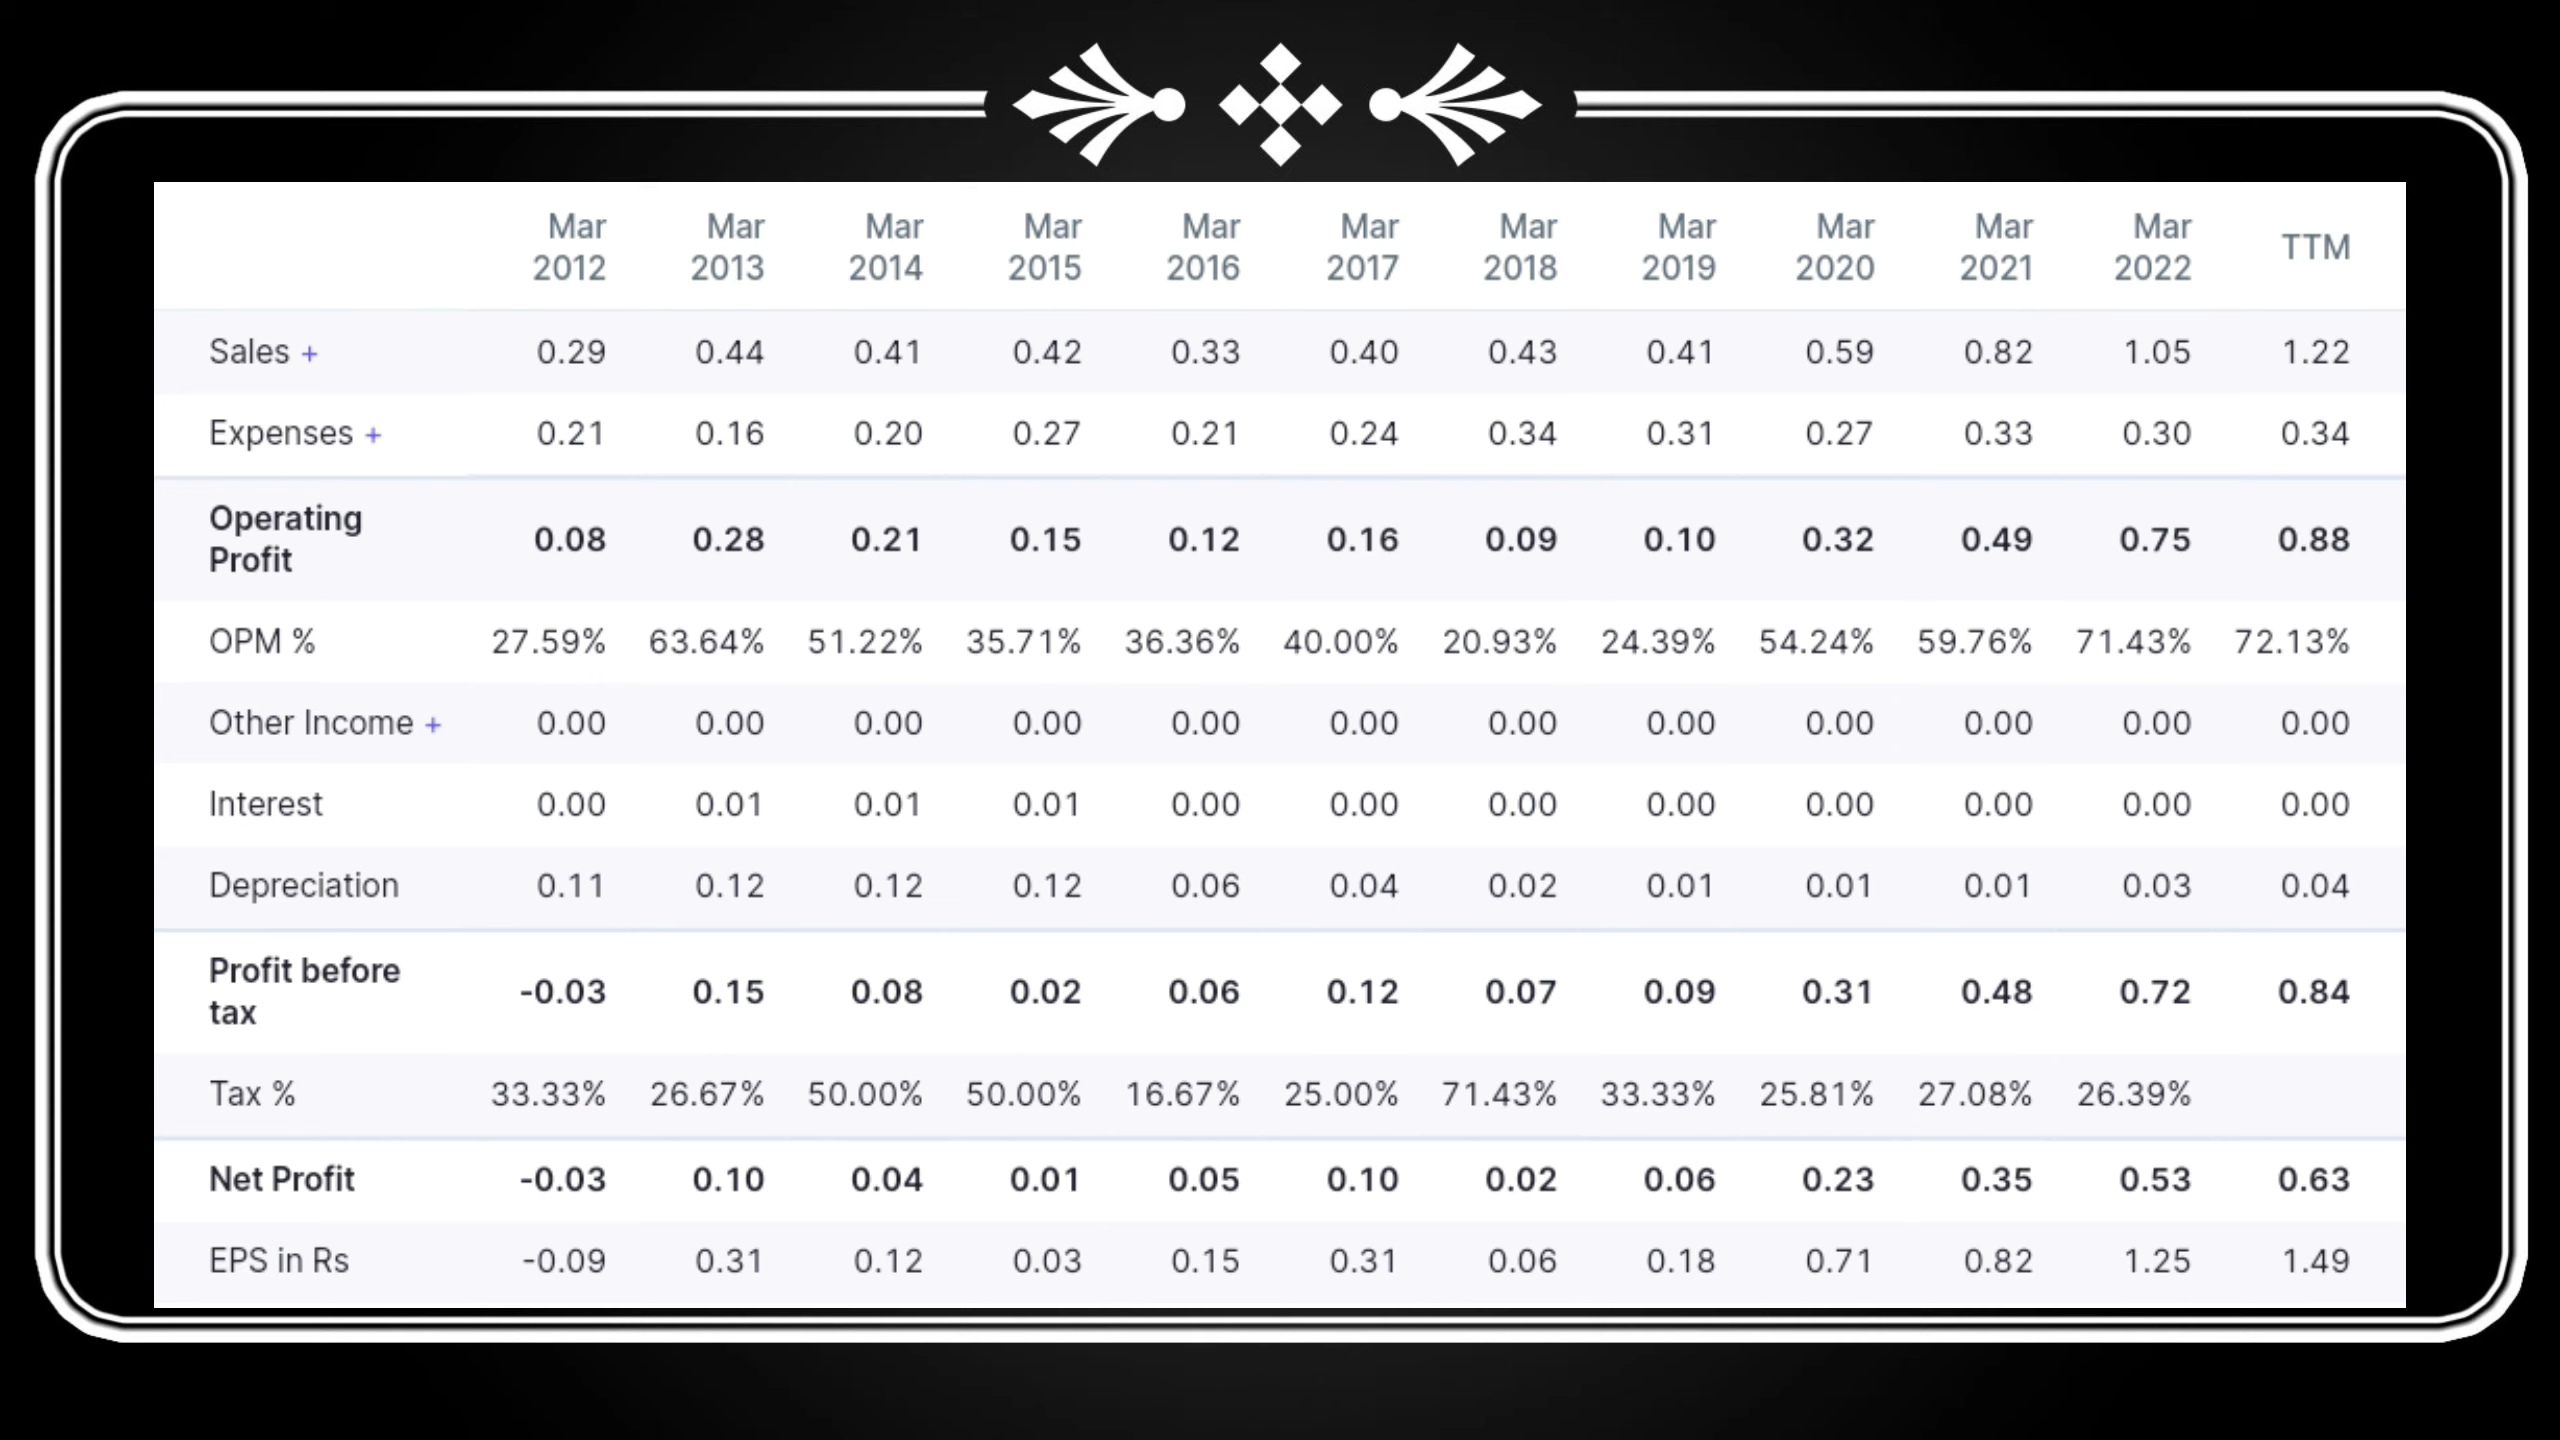 Mar 2012 Mar 2013 Mar 2014 Mar 2015 Mar 2016 Mar 2017 Mar 2018 Mar 2019 Mar 2020 Mar 2021 Mar 2022 TTM
Sales + 0.29 0.44 0.41 0.42 0.33 0.40 0.43 0.41 0.59 0.82 1.05 1.22
Expenses + 0.21 0.16 0.20 0.27 0.21 0.24 0.34 0.31 0.27 0.33 0.30 0.34
Operating Profit 0.08 0.28 0.21 0.15 0.12 0.16 0.09 0.10 0.32 0.49 0.75 0.88
OPM % 27.59% 63.64% 51.22% 35.71% 36.36% 40.00% 20.93% 24.39% 54.24% 59.76% 71.43% 72.13%
Other Income + 0.00 0.00 0.00 0.00 0.00 0.00 0.00 0.00 0.00 0.00 0.00 0.00
Interest 0.00 0.01 0.01 0.01 0.00 0.00 0.00 0.00 0.00 0.00 0.00 0.00
Depreciation 0.11 0.12 0.12 0.12 0.06 0.04 0.02 0.01 0.01 0.01 0.03 0.04
Profit before tax -0.03 0.15 0.08 0.02 0.06 0.12 0.07 0.09 0.31 0.48 0.72 0.84
Tax % 33.33% 26.67% 50.00% 50.00% 16.67% 25.00% 71.43% 33.33% 25.81% 27.08% 26.39%
Net Profit -0.03 0.10 0.04 0.01 0.05 0.10 0.02 0.06 0.23 0.35 0.53 0.63
EPS in Rs -0.09 0.31 0.12 0.03 0.15 0.31 0.06 0.18 0.71 0.82 1.25 1.49